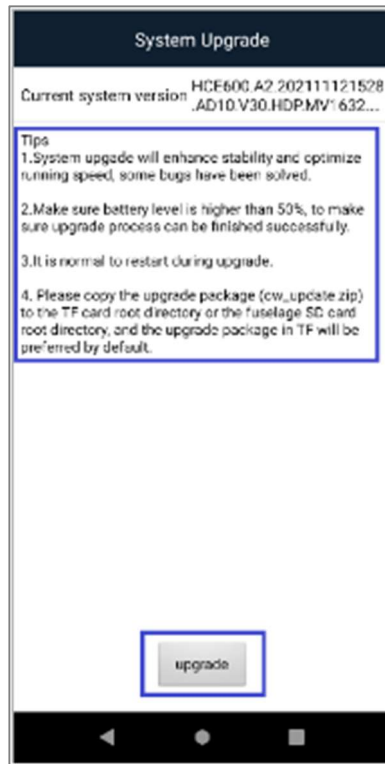 System Upgrade
Current system version HCE600.A2.202111121528
.AD10.V30.HDP.MV1632...
Tips
1.System upgade will enhance stability and optimize
running speed, some bugs have been solved.
2.Make sure battery level is higher than 50%, to make
sure upgrade process can be finished successfully.
3.It is normal to restart during upgrade.
4. Please copy the upgrade package (cw_update.zip)
to the TF card root directory or the fuselage SD card
root directory, and the upgrade package in TF will be
preferred by default.
upgrade